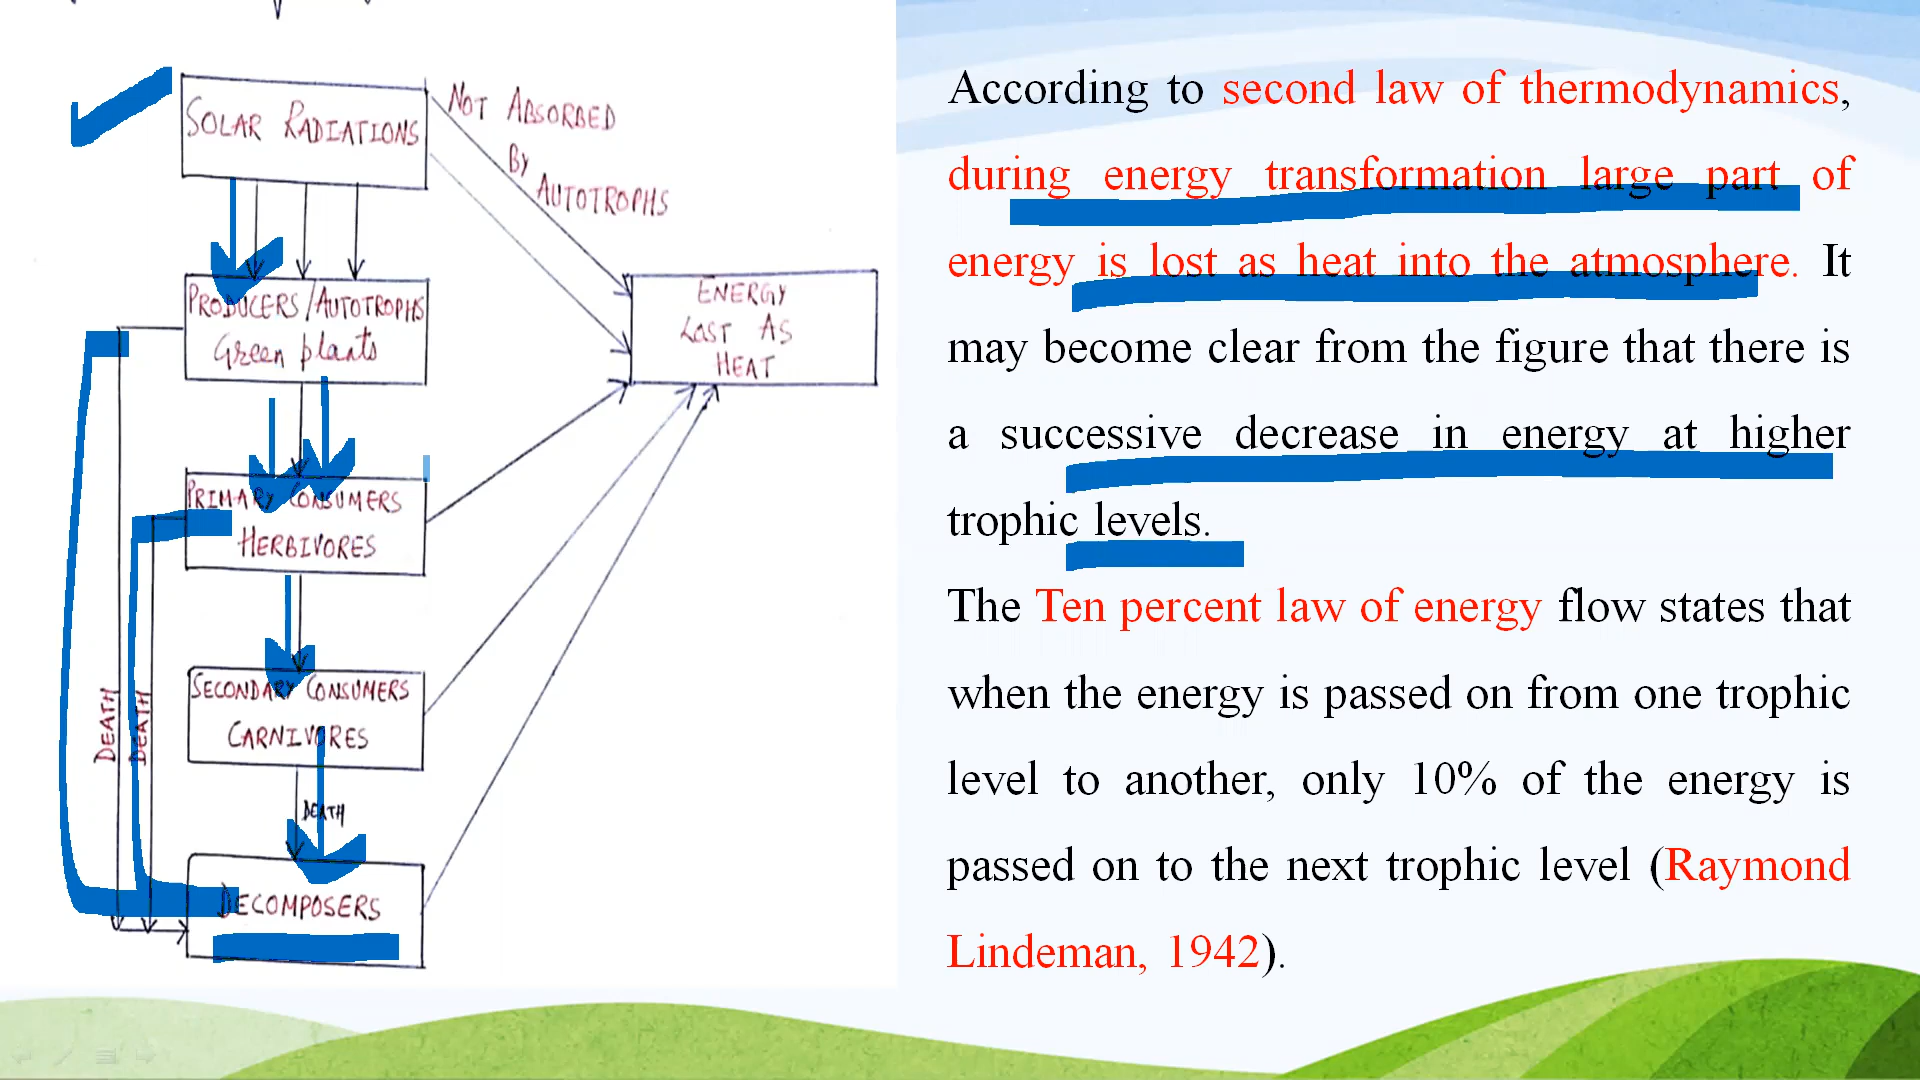 SOLAR RADIATIONS
NOT ABSORBED
BY
AUTOTROPHS
PRODUCERS/AUTOTROPHS
Green plants
ENERGY
LOST AS
HEAT
PRIMARY CONSUMERS
HERBIVORES
SECONDARY CONSUMERS
CARNIVORES
DEATH
DEATH
DEATH
DECOMPOSERS
According to second law of thermodynamics,
during energy transformation large part of
energy is lost as heat into the atmosphere. It
may become clear from the figure that there is
a successive decrease in energy at higher
trophic levels.
The Ten percent law of energy flow states that
when the energy is passed on from one trophic
level to another, only 10% of the energy is
passed on to the next trophic level (Raymond
Lindeman, 1942).